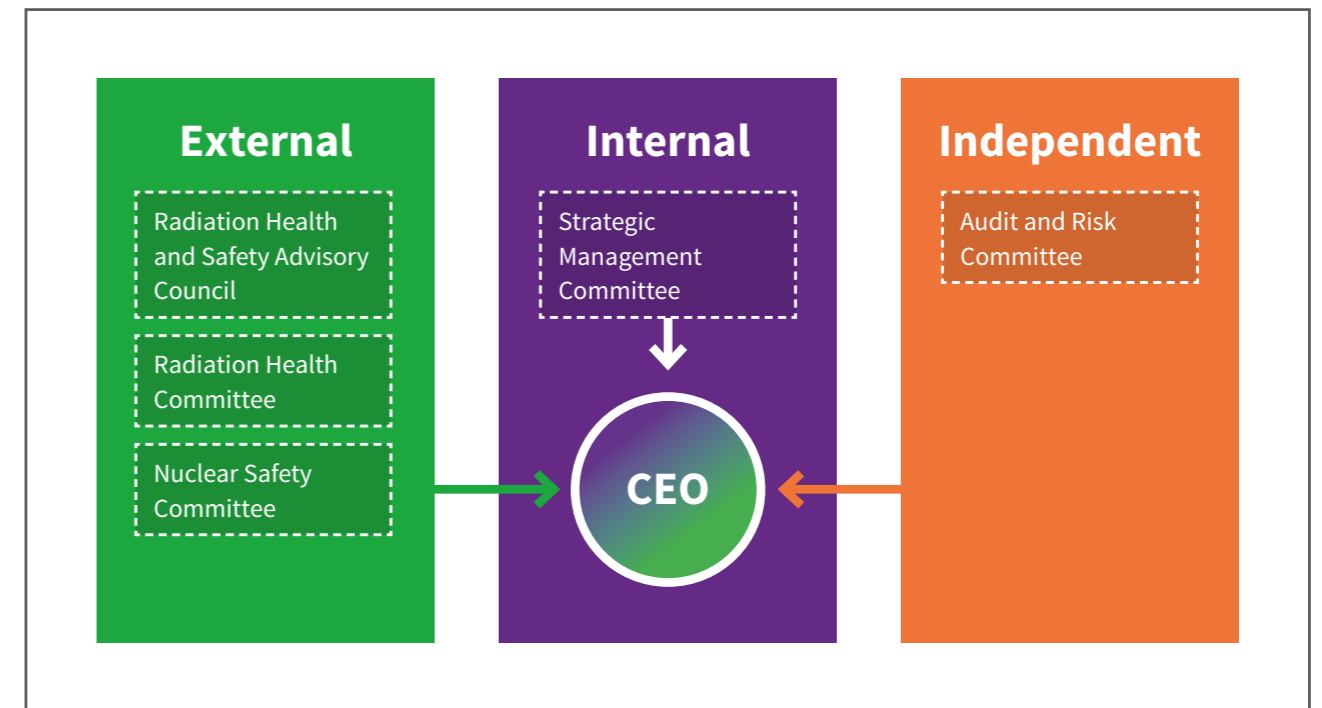 External
Radiation Health
and Safety Advisory
Council
Radiation Health
Committee
Nuclear Safety
Committee
Internal
Strategic
Management
Committee
CEO
Independent
Audit and Risk
Committee